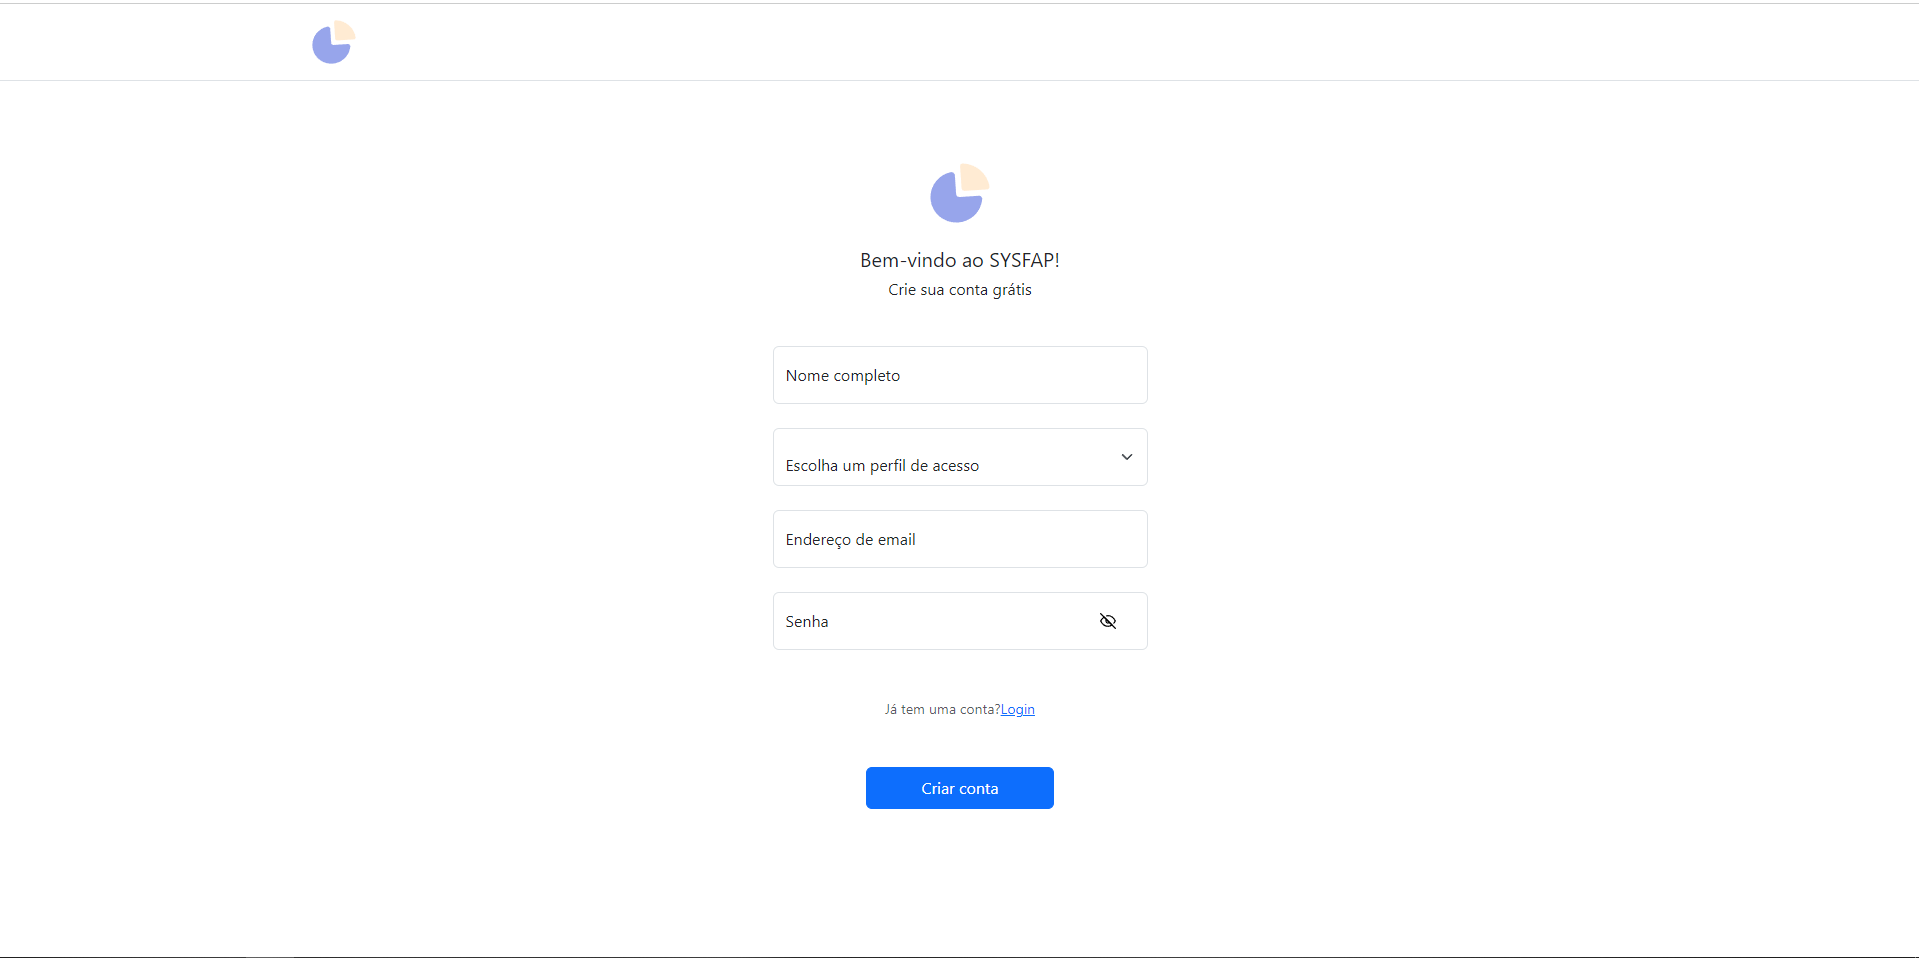 Bem-vindo ao SYSFAP!
Crie sua conta grátis
Nome completo
Escolha um perfil de acesso
Endereço de email
Senha
Já tem uma conta?Login
Criar conta